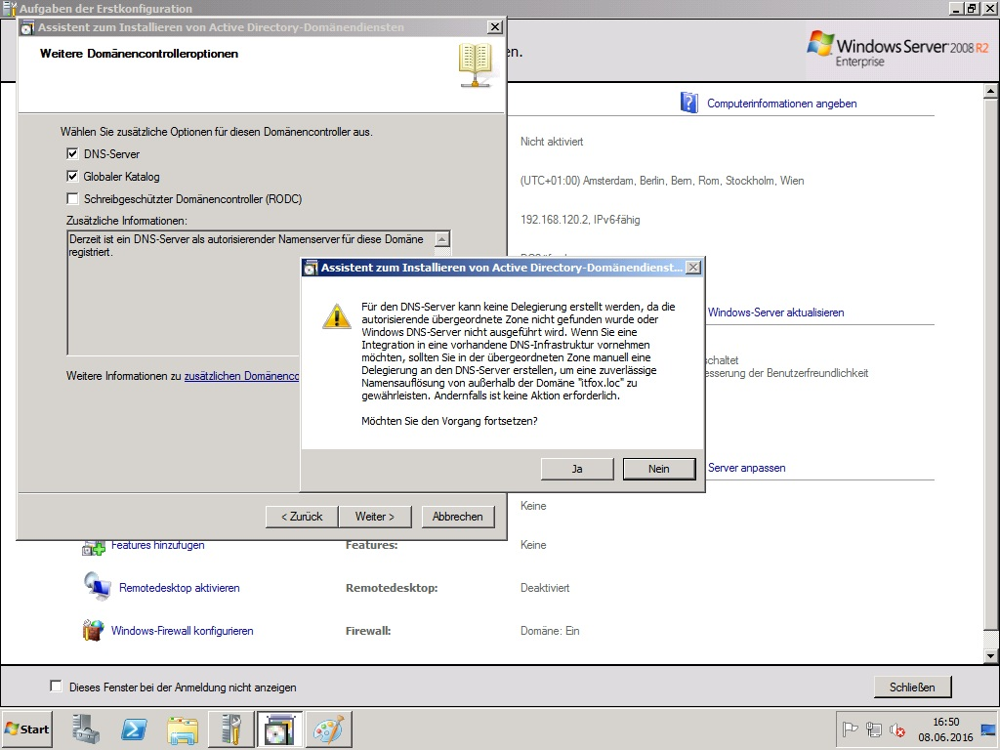 Aufgaben der Erstkonfiguration
Assistent zum Installieren von Active Directory-Domänendiensten
Weitere Domänencontrolleroptionen
en.
Windows Server 2008 R2
Enterprise
Wählen Sie zusätzliche Optionen für diesen Domänencontroller aus.
DNS-Server
Globaler Katalog
Schreibgeschützter Domänencontroller (RODC)
Zusätzliche Informationen:
Derzeit ist ein DNS-Server als autorisierender Namenserver für diese Domäne
registriert.
Weitere Informationen zu zusätzlichen Domänenco
< Zurück
Weiter >
Abbrechen
Computerinformationen angeben
Nicht aktiviert
(UTC+01:00) Amsterdam, Berlin, Bern, Rom, Stockholm, Wien
192.168.120.2, IPv6-fähig
Assistent zum Installieren von Active Directory-Domänendienst...
Für den DNS-Server kann keine Delegierung erstellt werden, da die
autorisierende übergeordnete Zone nicht gefunden wurde oder
Windows DNS-Server nicht ausgeführt wird. Wenn Sie eine
Integration in eine vorhandene DNS-Infrastruktur vornehmen
möchten, sollten Sie in der übergeordneten Zone manuell eine
Delegierung an den DNS-Server erstellen, um eine zuverlässige
Namensauflösung von außerhalb der Domäne "itfox.loc" zu
gewährleisten. Andernfalls ist keine Aktion erforderlich.
Möchten Sie den Vorgang fortsetzen?
Ja
Nein
Windows-Server aktualisieren
schaltet
esserung der Benutzerfreundlichkeit
Server anpassen
Keine
Features hinzufügen
Features:
Keine
Remotedesktop aktivieren
Remotedesktop:
Deaktiviert
Windows-Firewall konfigurieren
Firewall:
Domäne: Ein
Dieses Fenster bei der Anmeldung nicht anzeigen
Schließen
Start
16:50
08.06.2016